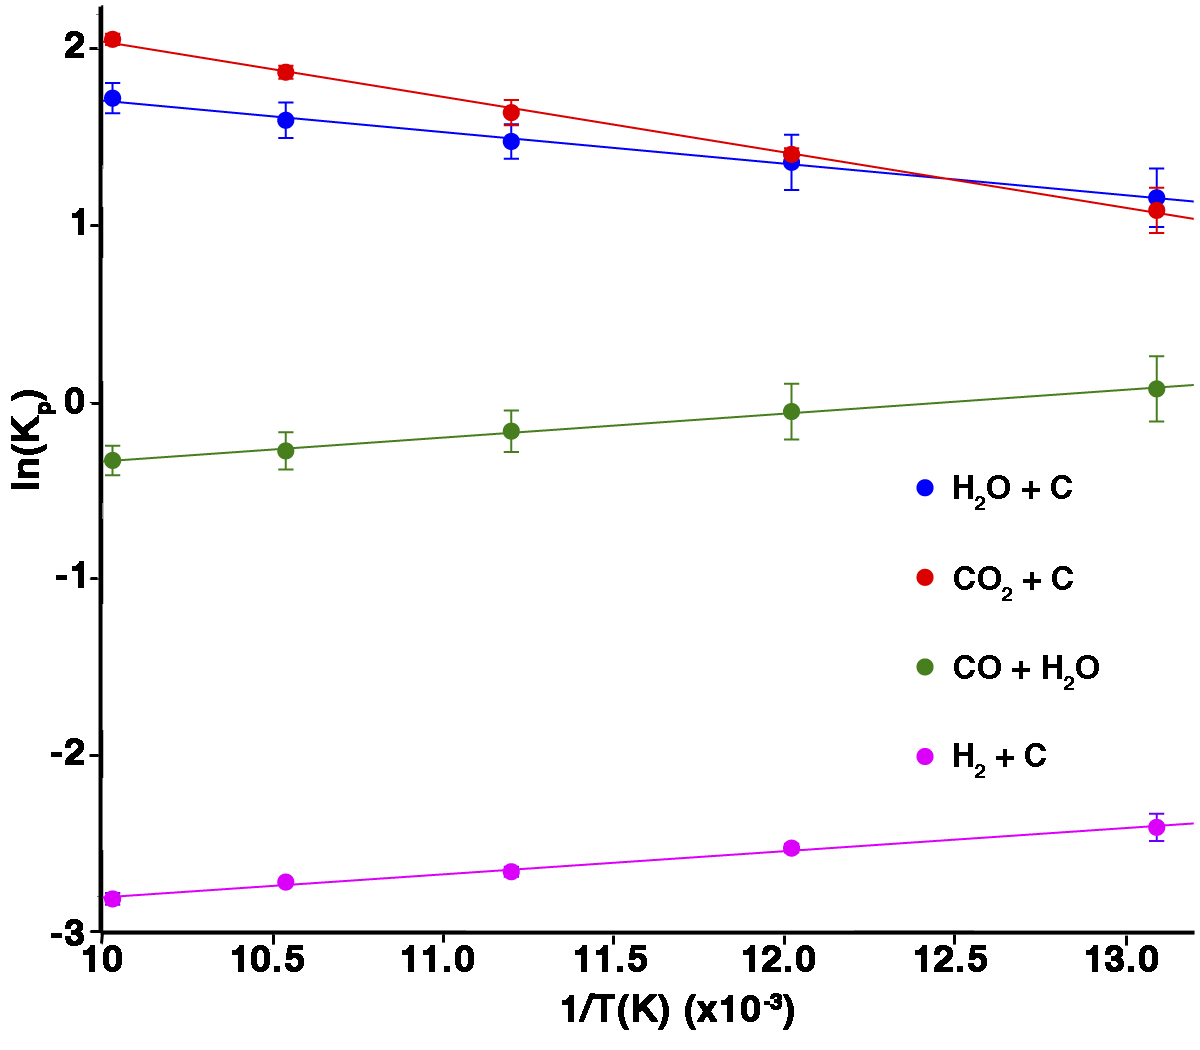 2
1
0
-1
-2
-3
ln(Kₚ)
H₂O + C
CO₂ + C
CO + H₂O
H₂ + C
10 10.5 11.0 11.5 12.0 12.5 13.0
1/T(K) (x10⁻³)